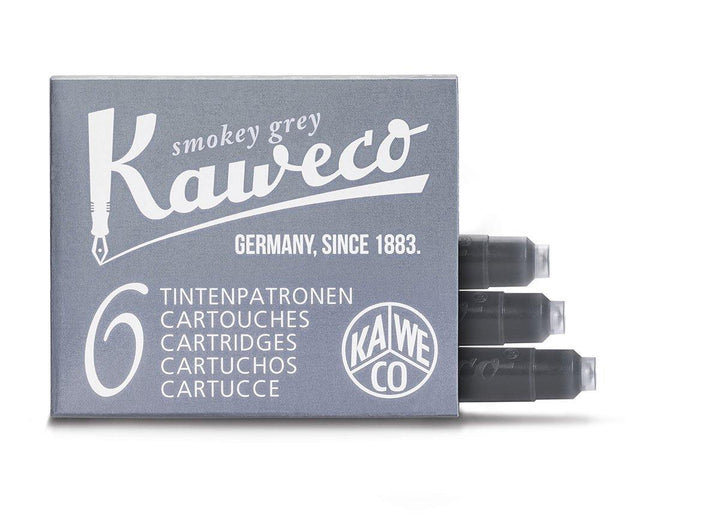 smokey grey
Kaweco
GERMANY, SINCE 1883.
6
TINTENPATRONEN
CARTOUCHES
CARTRIDGES
CARTUCHOS
CARTUCCE
KA WE
CO